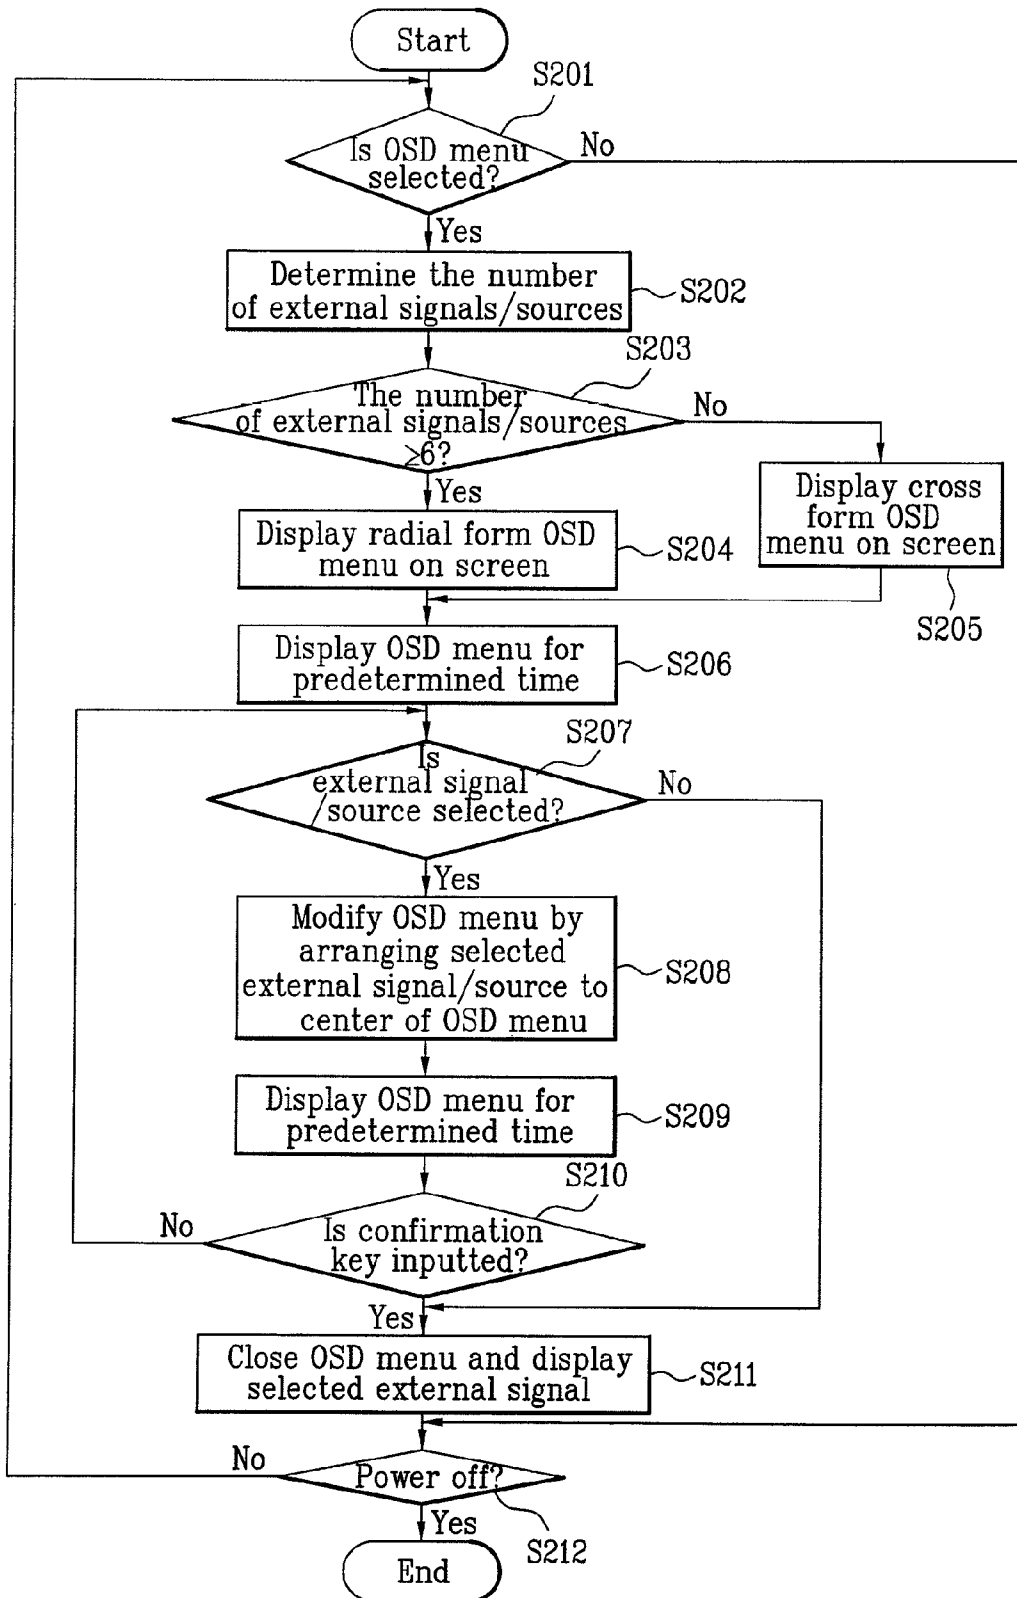 Start
S201
Is OSD menu
selected?
No
Yes
Determine the number
of external signals/sources
S202
S203
The number
of external signals/sources
≥6?
No
Yes
Display radial form OSD
menu on screen
S204
Display cross
form OSD
menu on screen
S205
Display OSD menu for
predetermined time
S206
S207
Is
external signal
/source selected?
No
Yes
Modify OSD menu by
arranging selected
external signal/source to
center of OSD menu
S208
Display OSD menu for
predetermined time
S209
S210
No
Is confirmation
key inputted?
Yes
Close OSD menu and display
selected external signal
S211
No
Power off?
Yes
S212
End